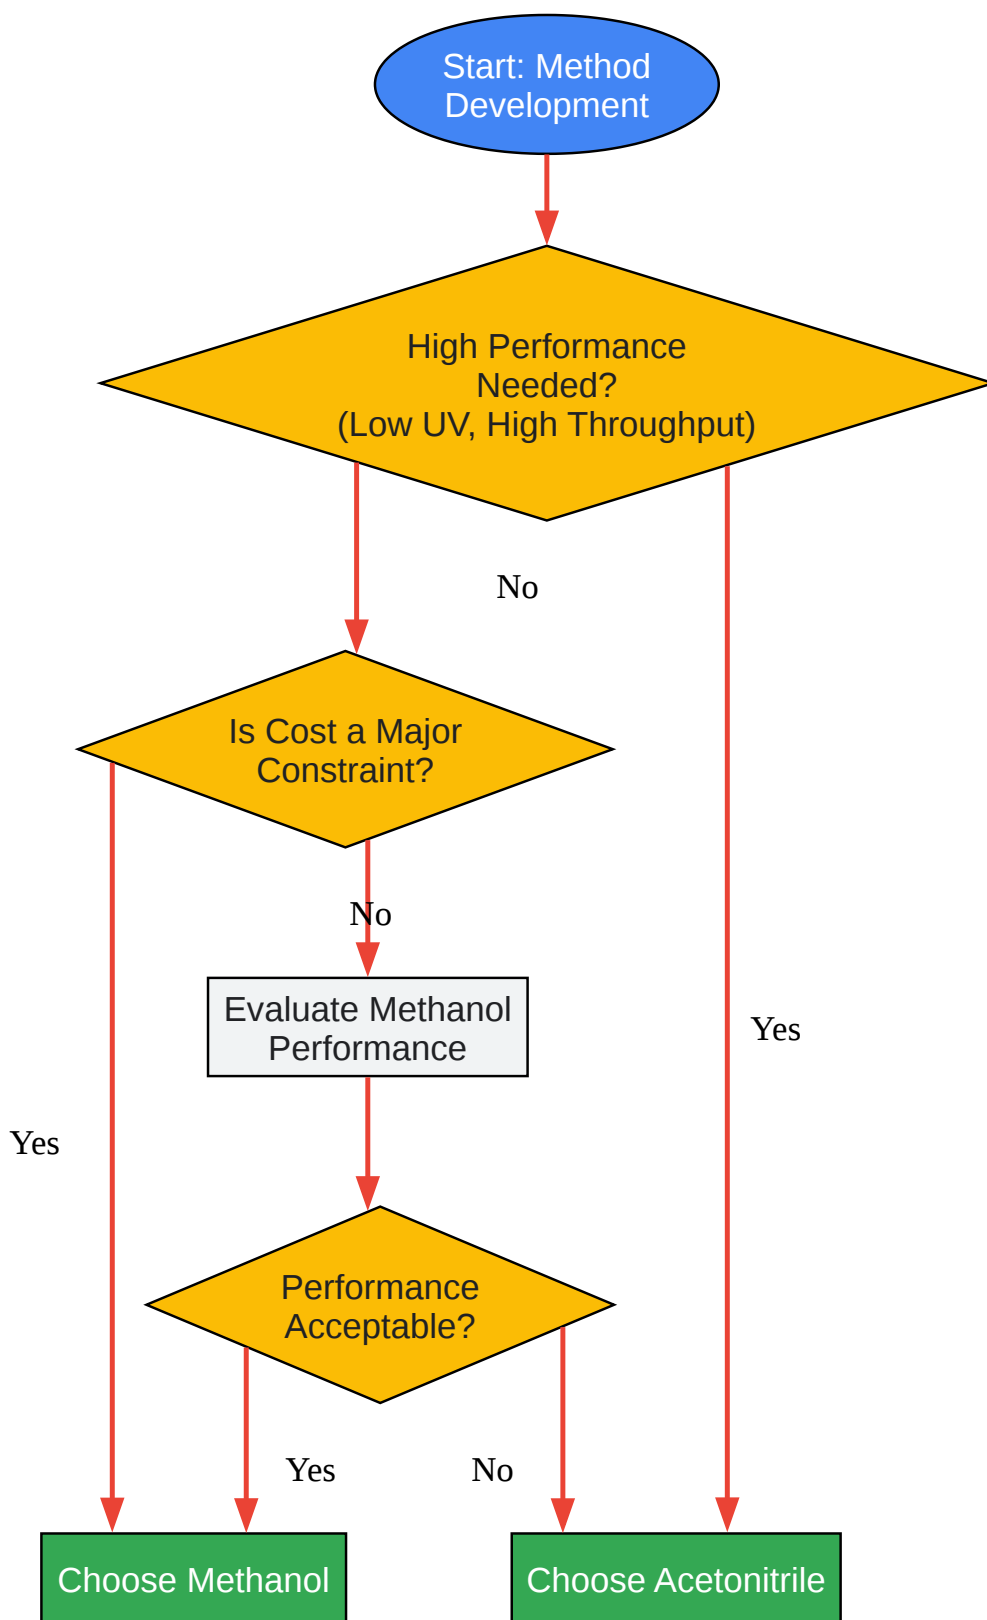 Start: Method
Development
High Performance
Needed?
(Low UV, High Throughput)
No
Is Cost a Major
Constraint?
No
Evaluate Methanol
Performance
Yes
Yes
Performance
Acceptable?
Yes
No
Choose Methanol
Choose Acetonitrile